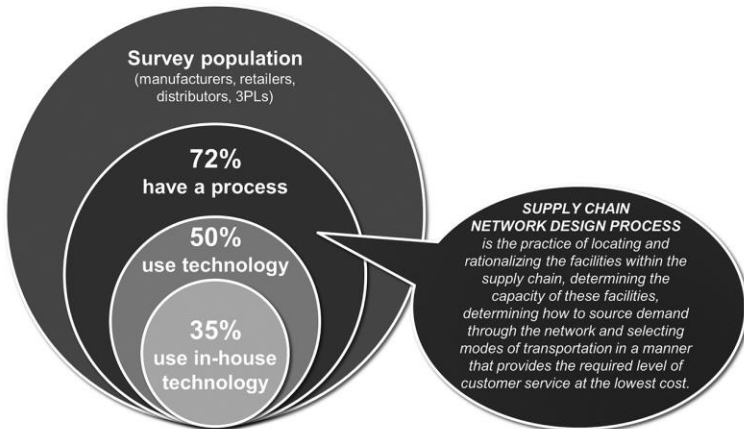 Survey population
(manufacturers, retailers,
distributors, 3PLs)
72%
have a process
50%
use technology
35%
use in-house
technology
SUPPLY CHAIN
NETWORK DESIGN PROCESS
is the practice of locating and
rationalizing the facilities within the
supply chain, determining the
capacity of these facilities,
determining how to source demand
through the network and selecting
modes of transportation in a manner
that provides the required level of
customer service at the lowest cost.